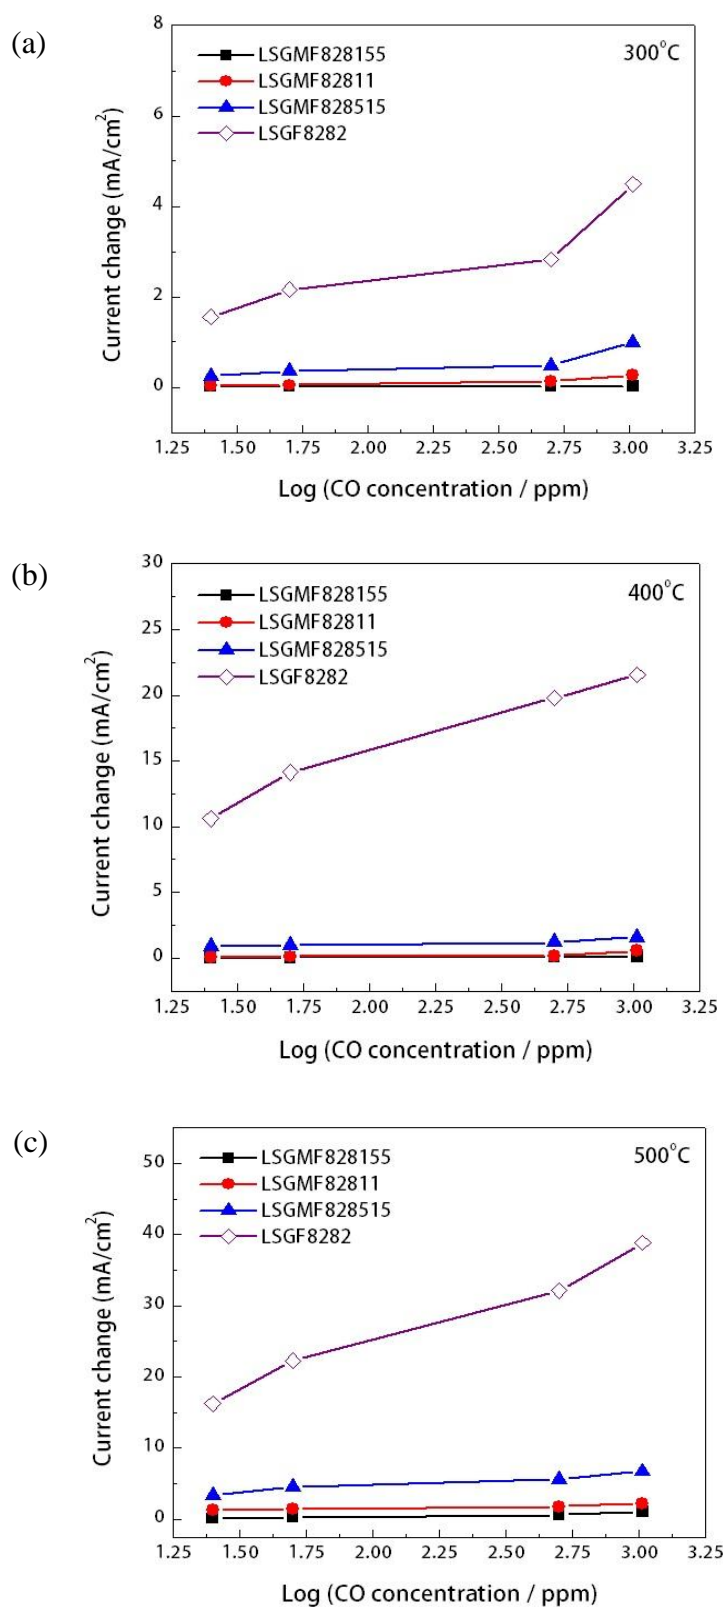 (a)
8
6
4
2
0
Current change (mA/cm²)
LSGMF828155
LSGMF82811
LSGMF828515
LSGF8282
300°C
1.25 1.50 1.75 2.00 2.25 2.50 2.75 3.00 3.25
Log (CO concentration / ppm)
(b)
30
25
20
15
10
5
0
Current change (mA/cm²)
LSGMF828155
LSGMF82811
LSGMF828515
LSGF8282
400°C
1.25 1.50 1.75 2.00 2.25 2.50 2.75 3.00 3.25
Log (CO concentration / ppm)
(c)
50
40
30
20
10
0
Current change (mA/cm²)
LSGMF828155
LSGMF82811
LSGMF828515
LSGF8282
500°C
1.25 1.50 1.75 2.00 2.25 2.50 2.75 3.00 3.25
Log (CO concentration / ppm)